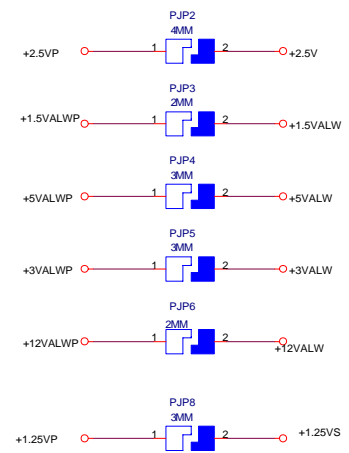 PJP2
4MM
+2.5VP 1 2 +2.5V
PJP3
2MM
+1.5VALWP 1 2 +1.5VALW
PJP4
3MM
+5VALWP 1 2 +5VALW
PJP5
3MM
+3VALWP 1 2 +3VALW
PJP6
2MM
+12VALWP 1 2 +12VALW
PJP8
3MM
+1.25VP 1 2 +1.25VS